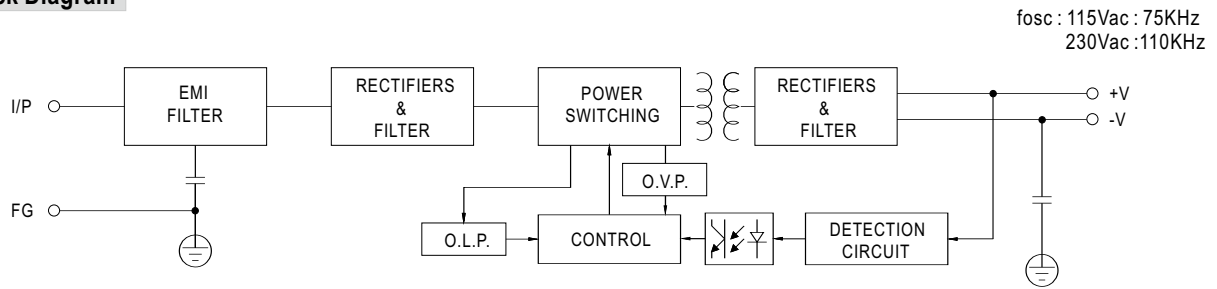 Diagram
fosc : 115Vac : 75KHz
230Vac :110KHz
I/P
EMI
FILTER
RECTIFIERS
&
FILTER
POWER
SWITCHING
RECTIFIERS
&
FILTER
+V
-V
O.V.P.
FG
O.L.P.
CONTROL
DETECTION
CIRCUIT